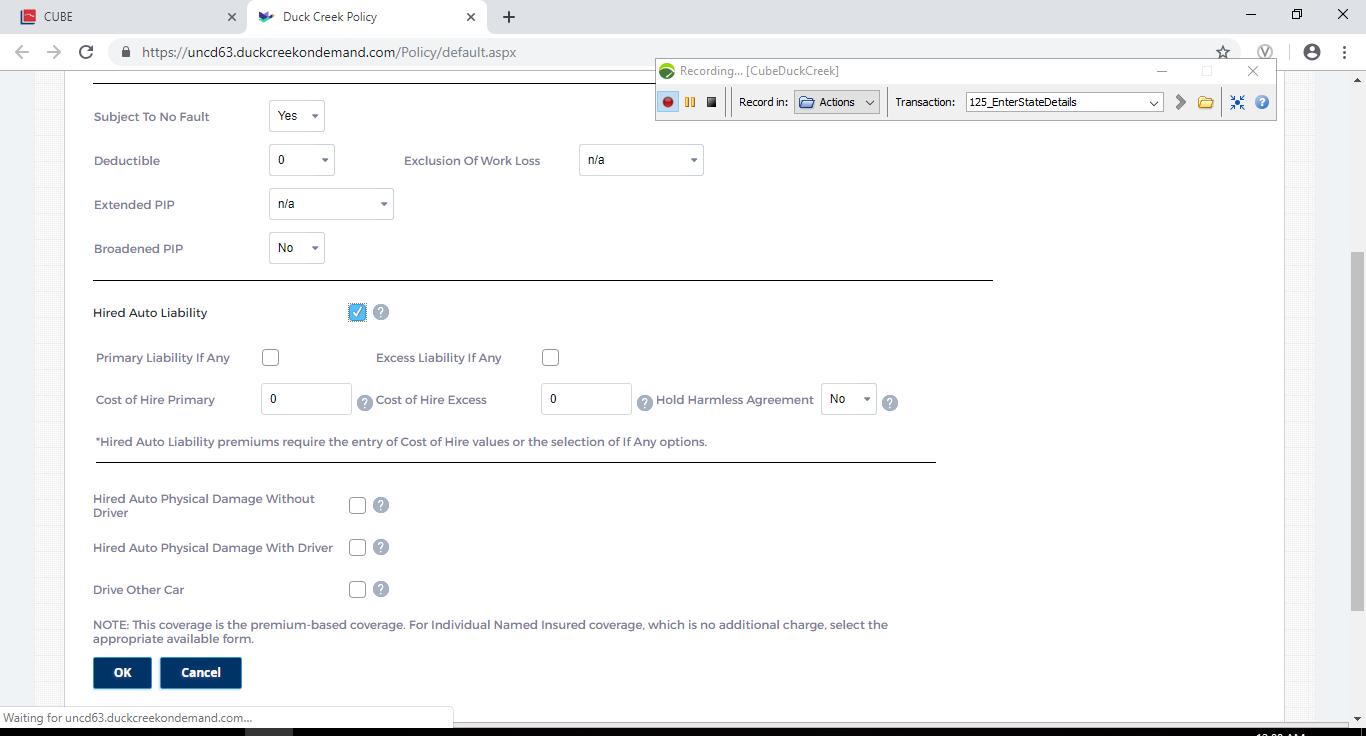 CUBE
Duck Creek Policy
https://uncd63.duckcreekondemand.com/Policy/default.aspx
Recording... [CubeDuckCreek]
Record in: Actions Transaction: 125_EnterStateDetails
Subject To No Fault Yes
Deductible 0 Exclusion Of Work Loss n/a
Extended PIP n/a
Broadened PIP No
Hired Auto Liability ?
Primary Liability If Any Excess Liability If Any
Cost of Hire Primary 0 ? Cost of Hire Excess 0 ? Hold Harmless Agreement No ?
*Hired Auto Liability premiums require the entry of Cost of Hire values or the selection of If Any options.
Hired Auto Physical Damage Without
Driver ?
Hired Auto Physical Damage With Driver ?
Drive Other Car ?
NOTE: This coverage is the premium-based coverage. For Individual Named Insured coverage, which is no additional charge, select the
appropriate available form.
OK Cancel
Waiting for uncd63.duckcreekondemand.com...